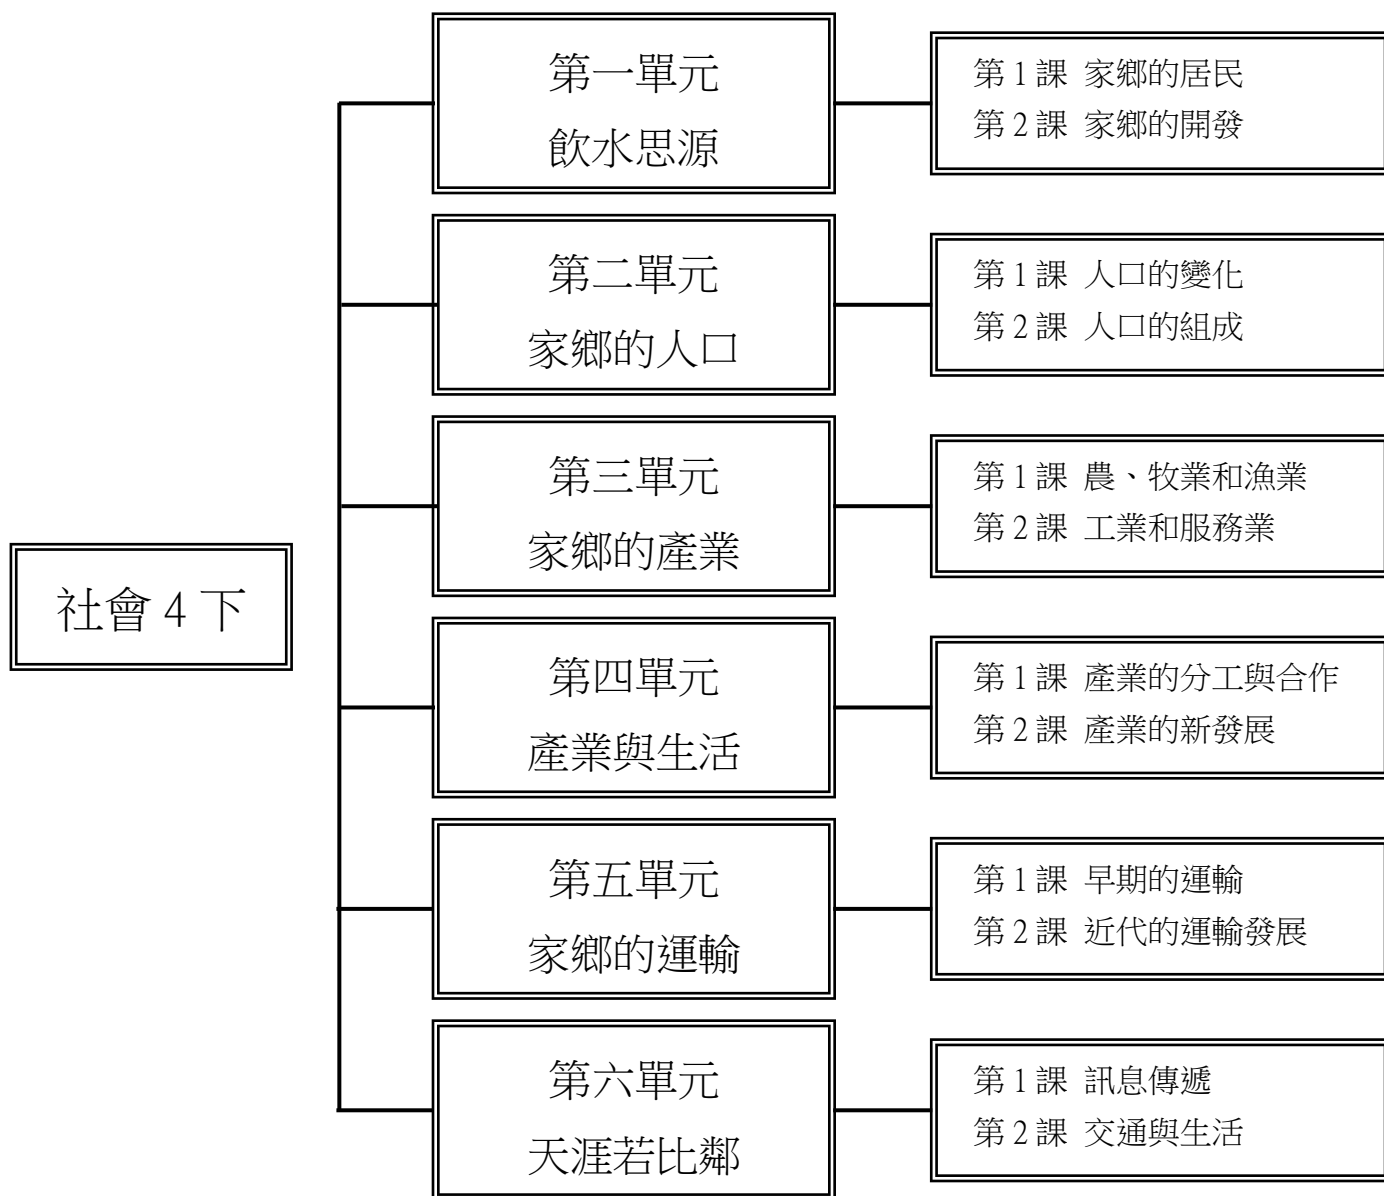 社會 4 下
第一單元
飲水思源
第 1 課 家鄉的居民
第 2 課 家鄉的開發
第二單元
家鄉的人口
第 1 課 人口的變化
第 2 課 人口的組成
第三單元
家鄉的產業
第 1 課 農、牧業和漁業
第 2 課 工業和服務業
第四單元
產業與生活
第 1 課 產業的分工與合作
第 2 課 產業的新發展
第五單元
家鄉的運輸
第 1 課 早期的運輸
第 2 課 近代的運輸發展
第六單元
天涯若比鄰
第 1 課 訊息傳遞
第 2 課 交通與生活